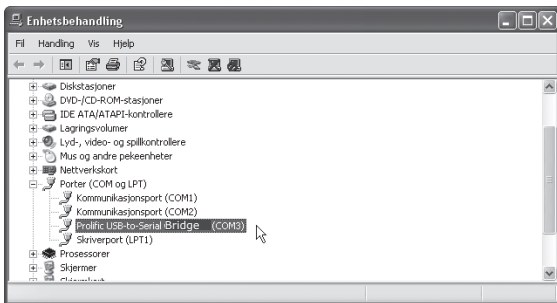 Enhetsbehandling
Fil Handling Vis Hjelp
Diskstasjoner
DVD-/CD-ROM-stasjoner
IDE ATA/ATAPI-kontrollere
Lagringsvolumer
Lyd-, video- og spillkontrollere
Mus og andre pekeenheter
Nettverkskort
Porter (COM og LPT)
Kommunikasjonsport (COM1)
Kommunikasjonsport (COM2)
Prolific USB-to-Serial Bridge (COM3)
Skriverport (LPT1)
Prosessorer
Skjermer